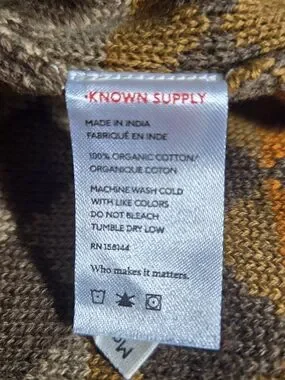 •KNOWN SUPPLY
MADE IN INDIA
FABRIQUÉ EN INDE
100% ORGANIC COTTON/
ORGANIQUE COTON
MACHINE WASH COLD
WITH LIKE COLORS
DO NOT BLEACH
TUMBLE DRY LOW
RN 158144
Who makes it matters.